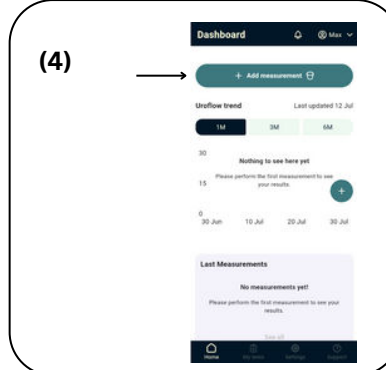 Dashboard Max
(4)
+ Add measurement
Uroflow trend Last updated 12 Jul
1M 3M 6M
30
Nothing to see here yet
Please perform the first measurement to see
15 your results.
+
0
30 Jun 10 Jul 20 Jul 30 Jul
Last Measurements
No measurements yet!
Please perform the first measurement to see your
results.
See all
Home My team Settings Support